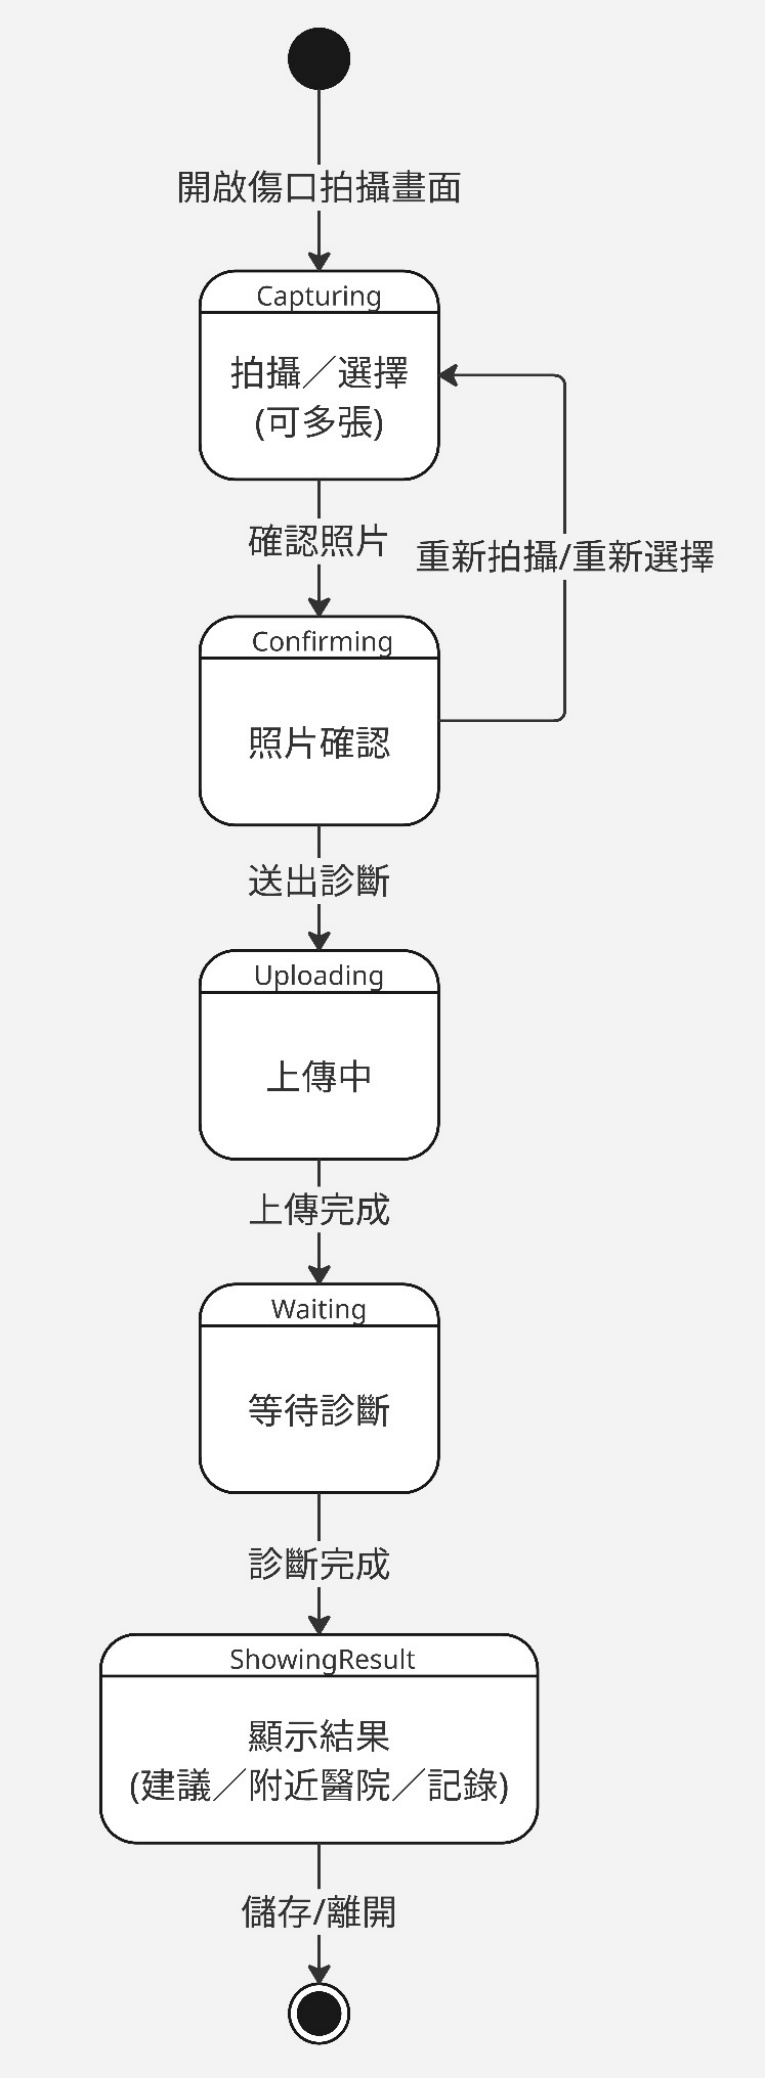 開啟傷口拍攝畫面
Capturing
拍攝／選擇
(可多張)
確認照片
重新拍攝/重新選擇
Confirming
照片確認
送出診斷
Uploading
上傳中
上傳完成
Waiting
等待診斷
診斷完成
ShowingResult
顯示結果
(建議／附近醫院／記錄)
儲存/離開